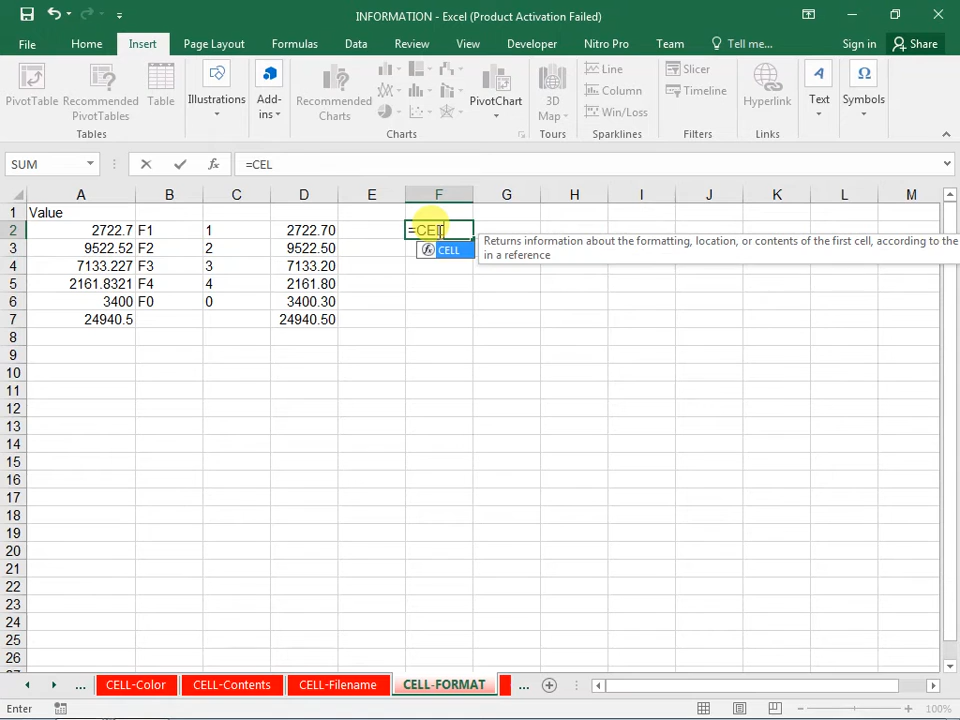 INFORMATION - Excel (Product Activation Failed)
File Home Insert Page Layout Formulas Data Review View Developer Nitro Pro Team Tell me... Sign in Share
PivotTable Recommended PivotTables Table Illustrations Add-ins Recommended Charts PivotChart 3D Map Line Column Win/Loss Slicer Timeline Hyperlink Text Symbols
Tables Charts Tours Sparklines Filters Links
SUM fx =CEL
A B C D E F G H I J K L M
1 Value
2 2722.7 F1 1 2722.70 =CEL
3 9522.52 F2 2 9522.50 CELL
Returns information about the formatting, location, or contents of the first cell, according to the
in a reference
4 7133.227 F3 3 7133.20
5 2161.8321 F4 4 2161.80
6 3400 F0 0 3400.30
7 24940.5 24940.50
8
9
10
11
12
13
14
15
16
17
18
19
20
21
22
23
24
25
26
... CELL-Color CELL-Contents CELL-Filename CELL-FORMAT ...
Enter 100%